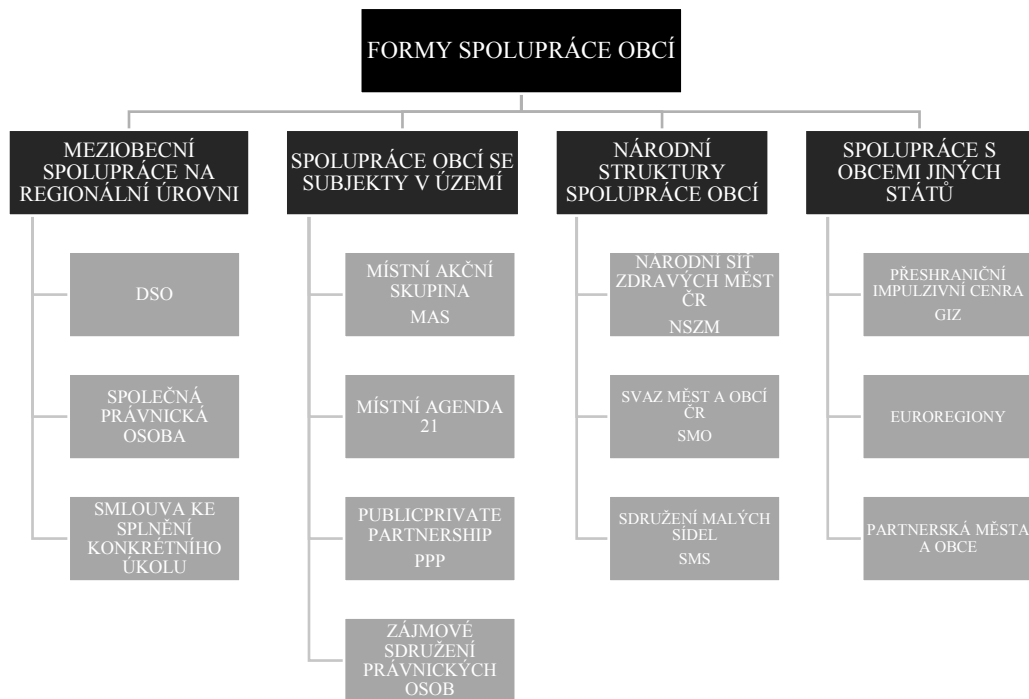 FORMY SPOLUPRÁCE OBCÍ
MEZIOBECNÍ
SPOLUPRÁCE NA
REGIONÁLNÍ ÚROVNI
DSO
SPOLEČNÁ
PRÁVNICKÁ
OSOBA
SMLOUVA KE
SPLNĚNÍ
KONKRÉTNÍHO
ÚKOLU
SPOLUPRÁCE OBCÍ SE
SUBJEKTY V ÚZEMÍ
MÍSTNÍ AKČNÍ
SKUPINA
MAS
MÍSTNÍ AGENDA
21
PUBLICPRIVATE
PARTNERSHIP
PPP
ZÁJMOVÉ
SDRUŽENÍ
PRÁVNICKÝCH
OSOB
NÁRODNÍ
STRUKTURY
SPOLUPRÁCE OBCÍ
NÁRODNI SÍŤ
ZDRAVÝCH MĚST
ČR
NSZM
SVAZ MĚST A OBCÍ
ČR
SMO
SDRUŽENÍ MALÝCH
SÍDEL
SMS
SPOLUPRÁCE S
OBCEMI JINÝCH
STÁTŮ
PŘESHRANIČNÍ
IMPULZIVNÍ CENRA
GIZ
EUROREGIONY
PARTNERSKÁ MĚSTA
A OBCE